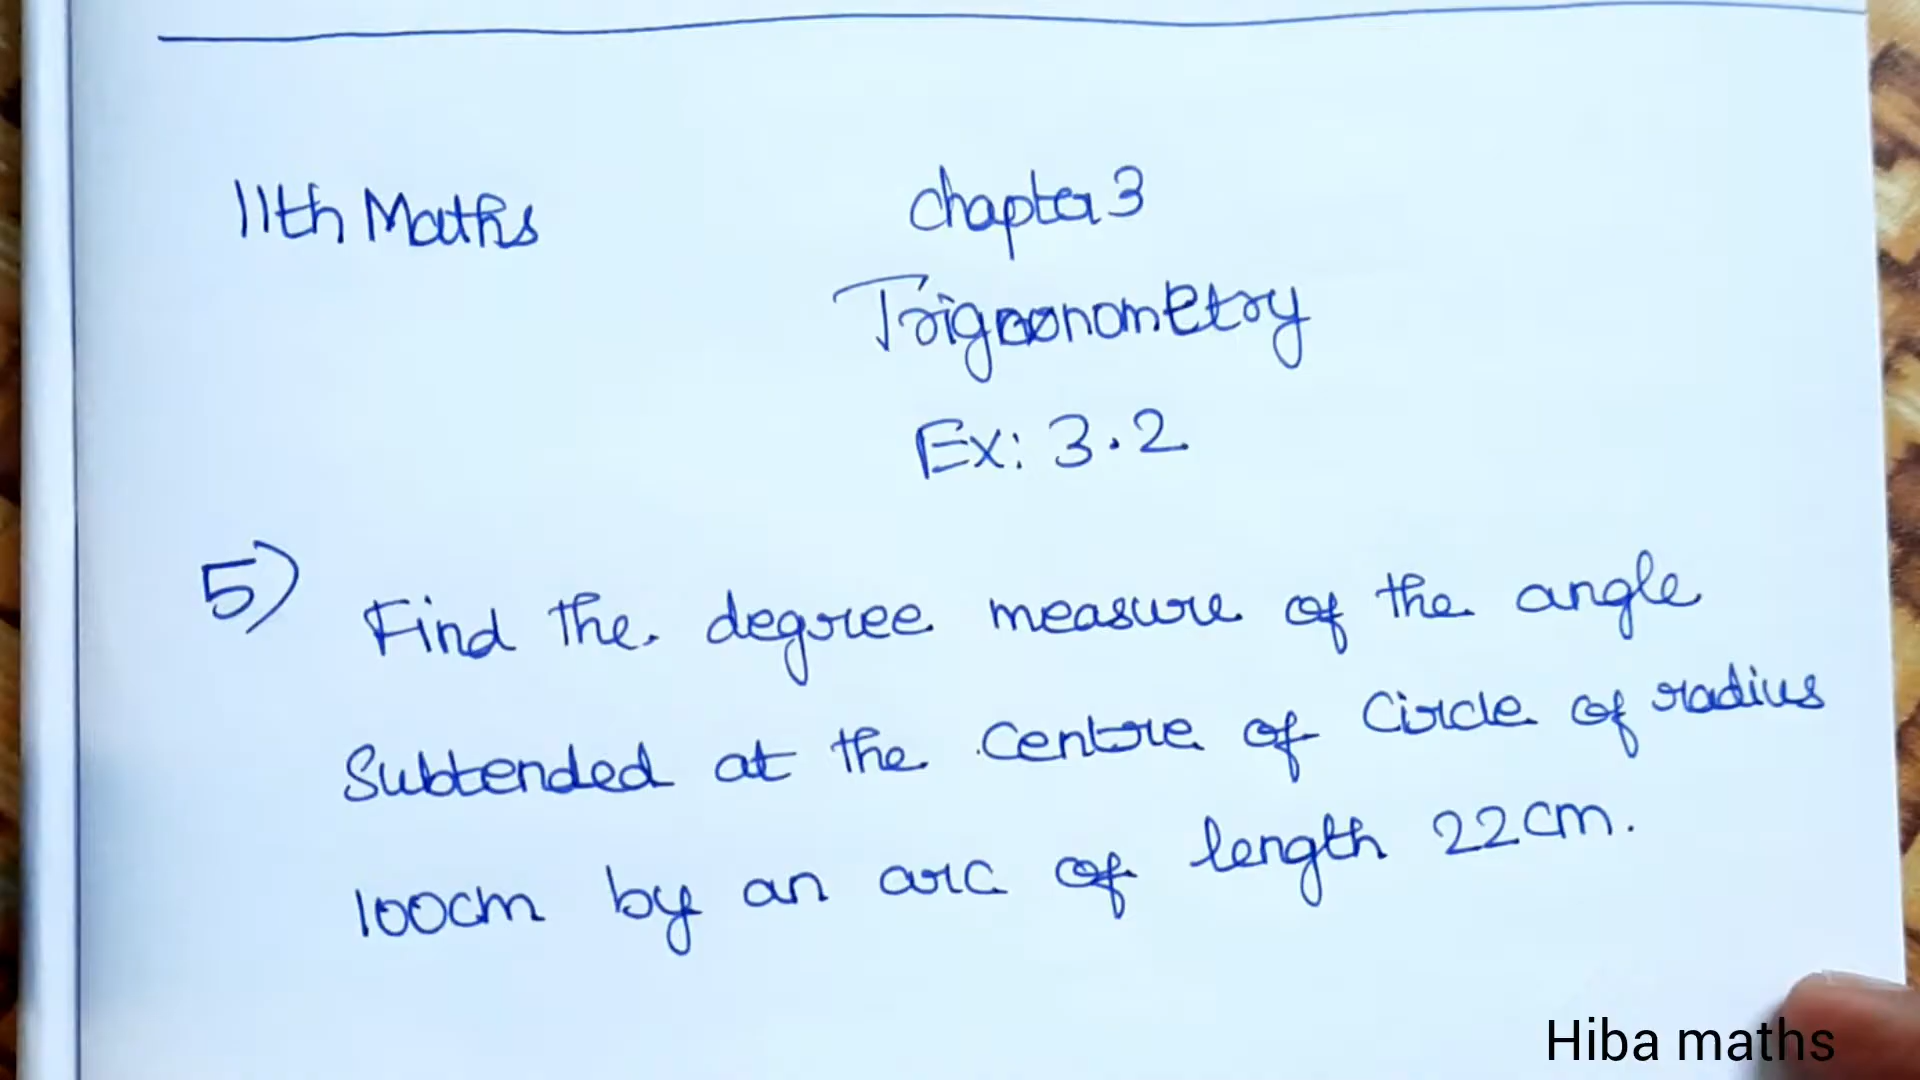 11th Maths
chapter 3
Trigonometry
Ex: 3.2
5) Find the degree measure of the angle
Subtended at the Centre of Circle of radius
100cm by an arc of length 22cm.
Hiba maths